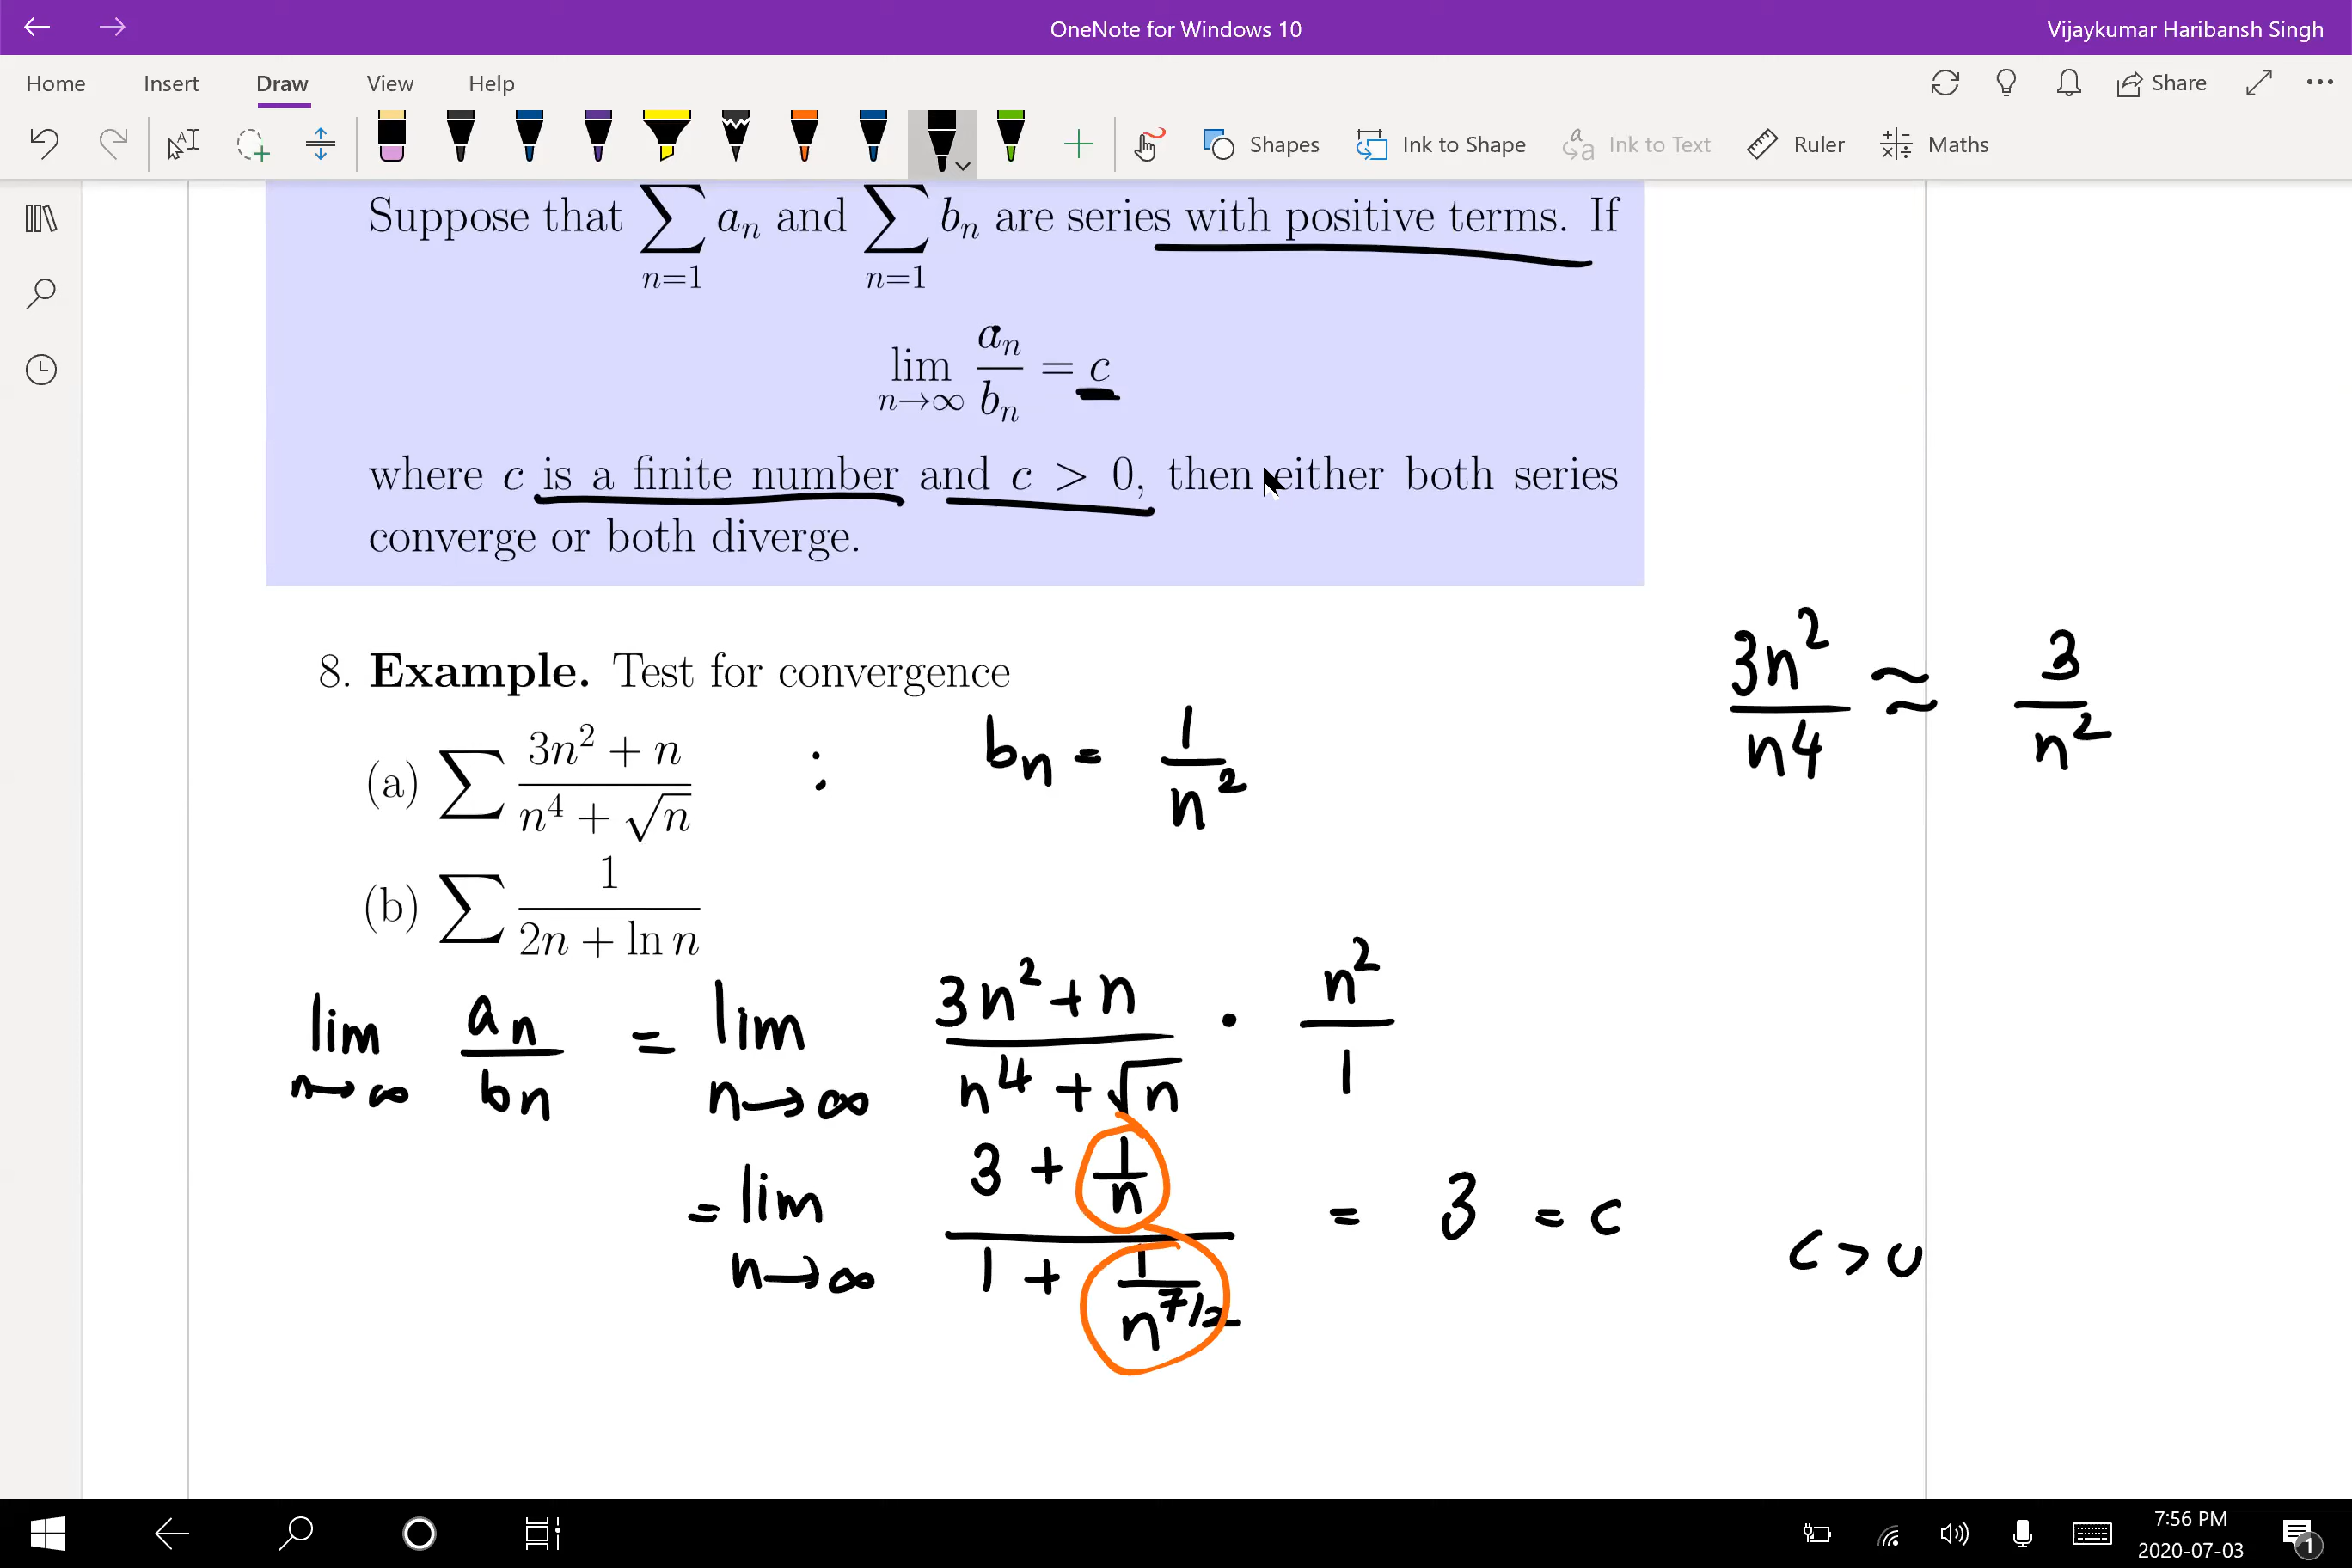 OneNote for Windows 10
Vijaykumar Haribansh Singh
Home Insert Draw View Help Share
Shapes Ink to Shape Ink to Text Ruler Maths
Suppose that ∑ₙ₌₁ aₙ and ∑ₙ₌₁ bₙ are series with positive terms. If
lim n→∞ aₙ/bₙ = c
where c is a finite number and c > 0, then either both series
converge or both diverge.
8. Example. Test for convergence
3n²/n⁴ ≈ 3/n²
(a) ∑ (3n² + n)/(n⁴ + √n) : bₙ = 1/n²
(b) ∑ 1/(2n + ln n)
lim n→∞ aₙ/bₙ = lim n→∞ (3n² + n)/(n⁴ + √n) · n²/1
= lim n→∞ (3 + 1/n)/(1 + 1/n^(7/2)) = 3 = c
c > 0
7:56 PM
2020-07-03
1